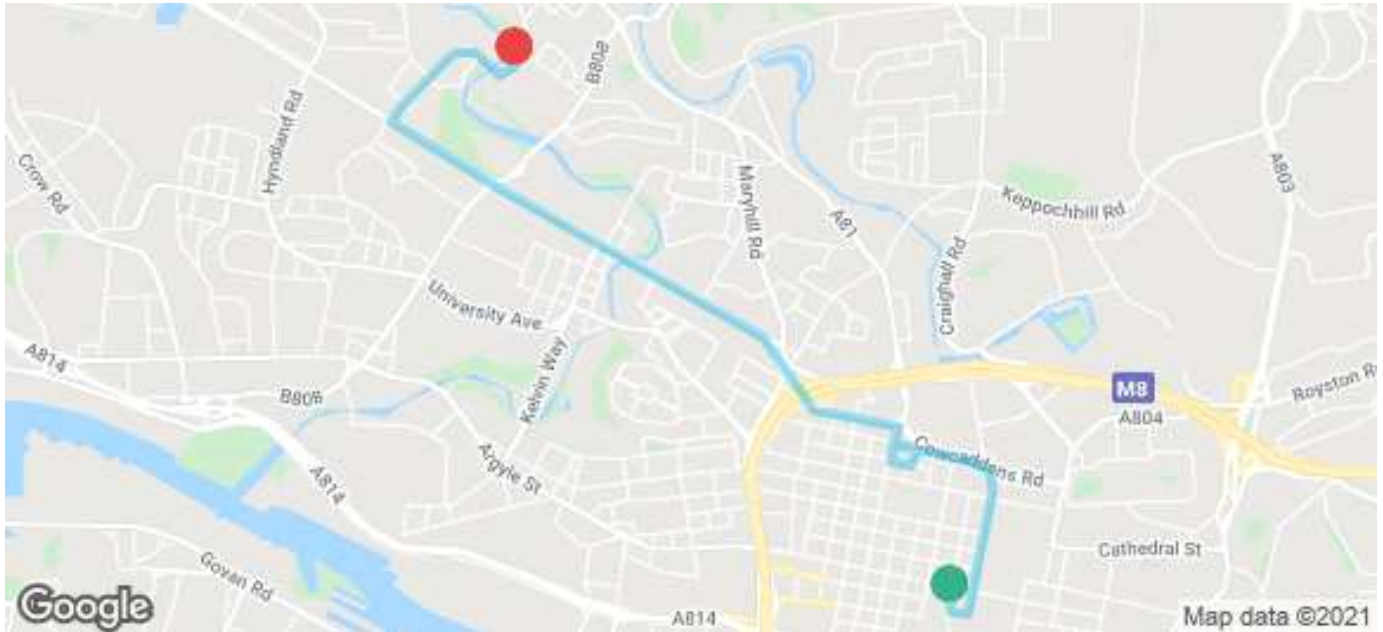 B808
Hyndland Rd
Crow Rd
Maryhill Rd
A81
Keppochhill Rd
A803
Craighall Rd
University Ave
Kelvin Way
A814
B808
M8
A804
Royston Rd
Cowcaddens Rd
Argyle St
A814
Cathedral St
Govan Rd
A814
Google
Map data ©2021